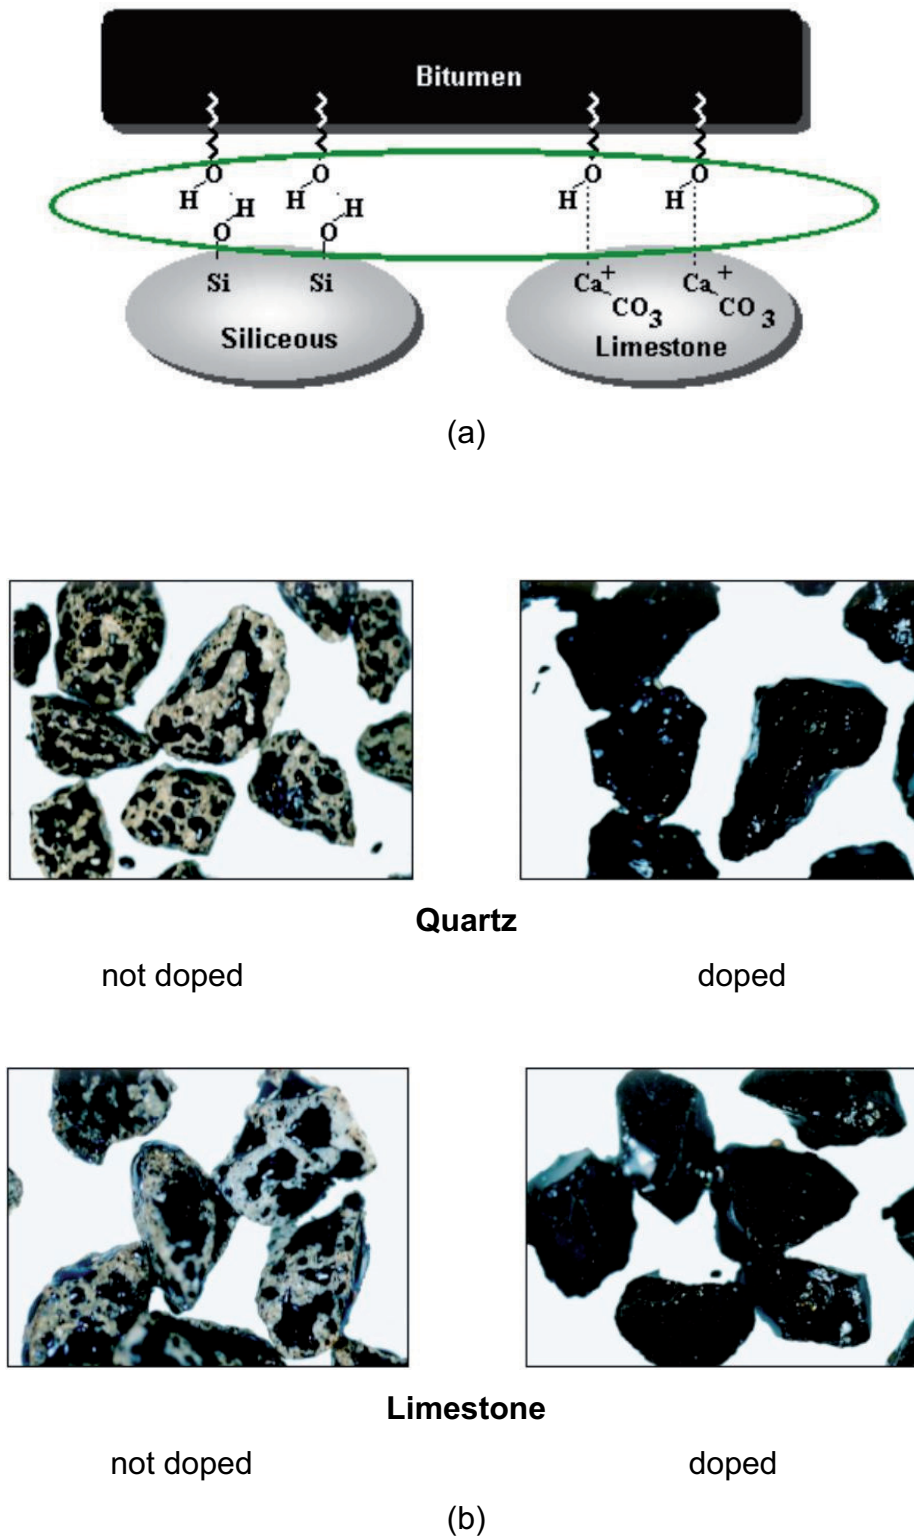 Bitumen
O O O O
H H H H
H H
O O
Si Si Ca+ Ca+
CO3 CO3
Siliceous Limestone
(a)
Quartz
not doped doped
Limestone
not doped doped
(b)